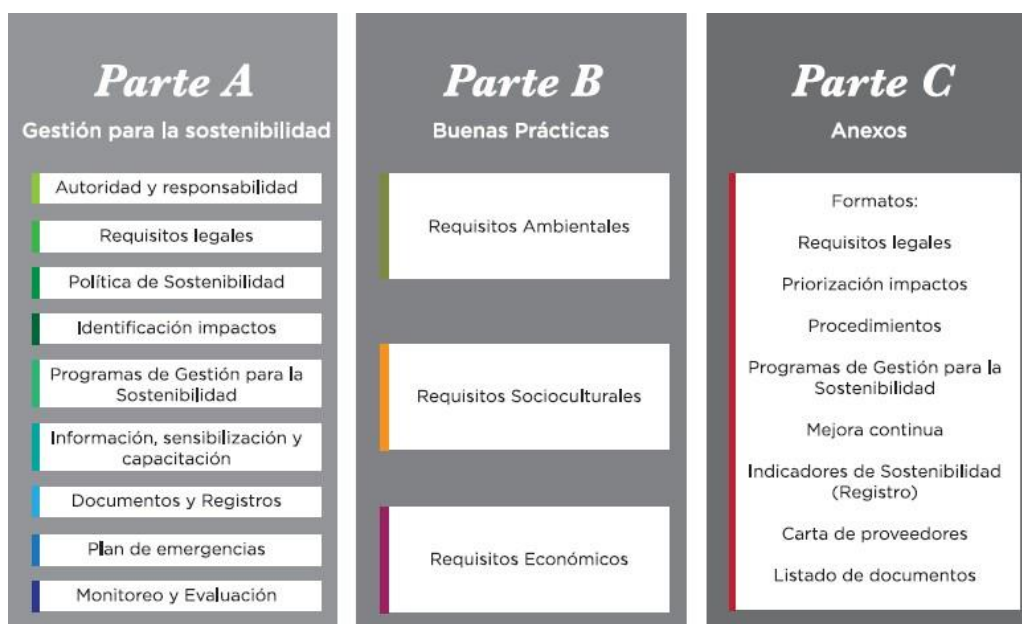 Parte A
Gestión para la sostenibilidad
Autoridad y responsabilidad
Requisitos legales
Política de Sostenibilidad
Identificación impactos
Programas de Gestión para la
Sostenibilidad
Información, sensibilización y
capacitación
Documentos y Registros
Plan de emergencias
Monitoreo y Evaluación
Parte B
Buenas Prácticas
Requisitos Ambientales
Requisitos Socioculturales
Requisitos Económicos
Parte C
Anexos
Formatos:
Requisitos legales
Priorización impactos
Procedimientos
Programas de Gestión para la
Sostenibilidad
Mejora continua
Indicadores de Sostenibilidad
(Registro)
Carta de proveedores
Listado de documentos